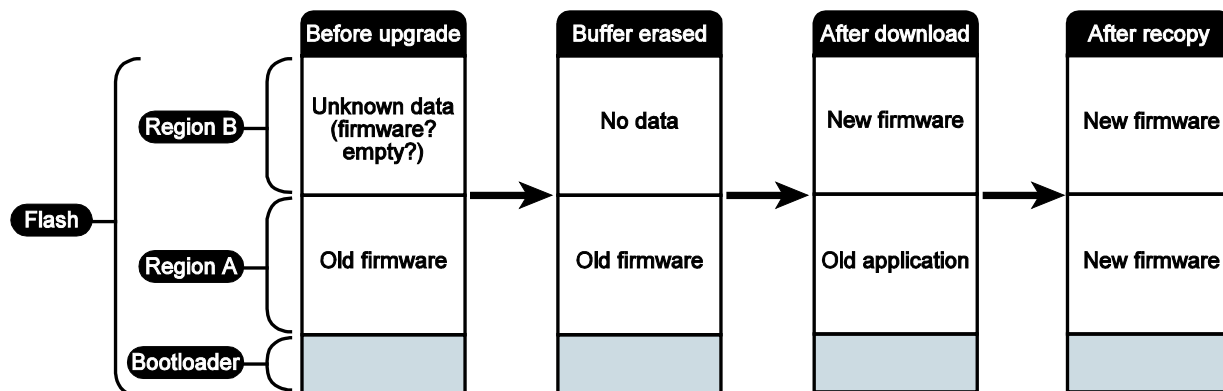 Before upgrade
Buffer erased
After download
After recopy
Flash
Region B
Unknown data
(firmware?
empty?)
No data
New firmware
New firmware
Region A
Old firmware
Old firmware
Old application
New firmware
Bootloader